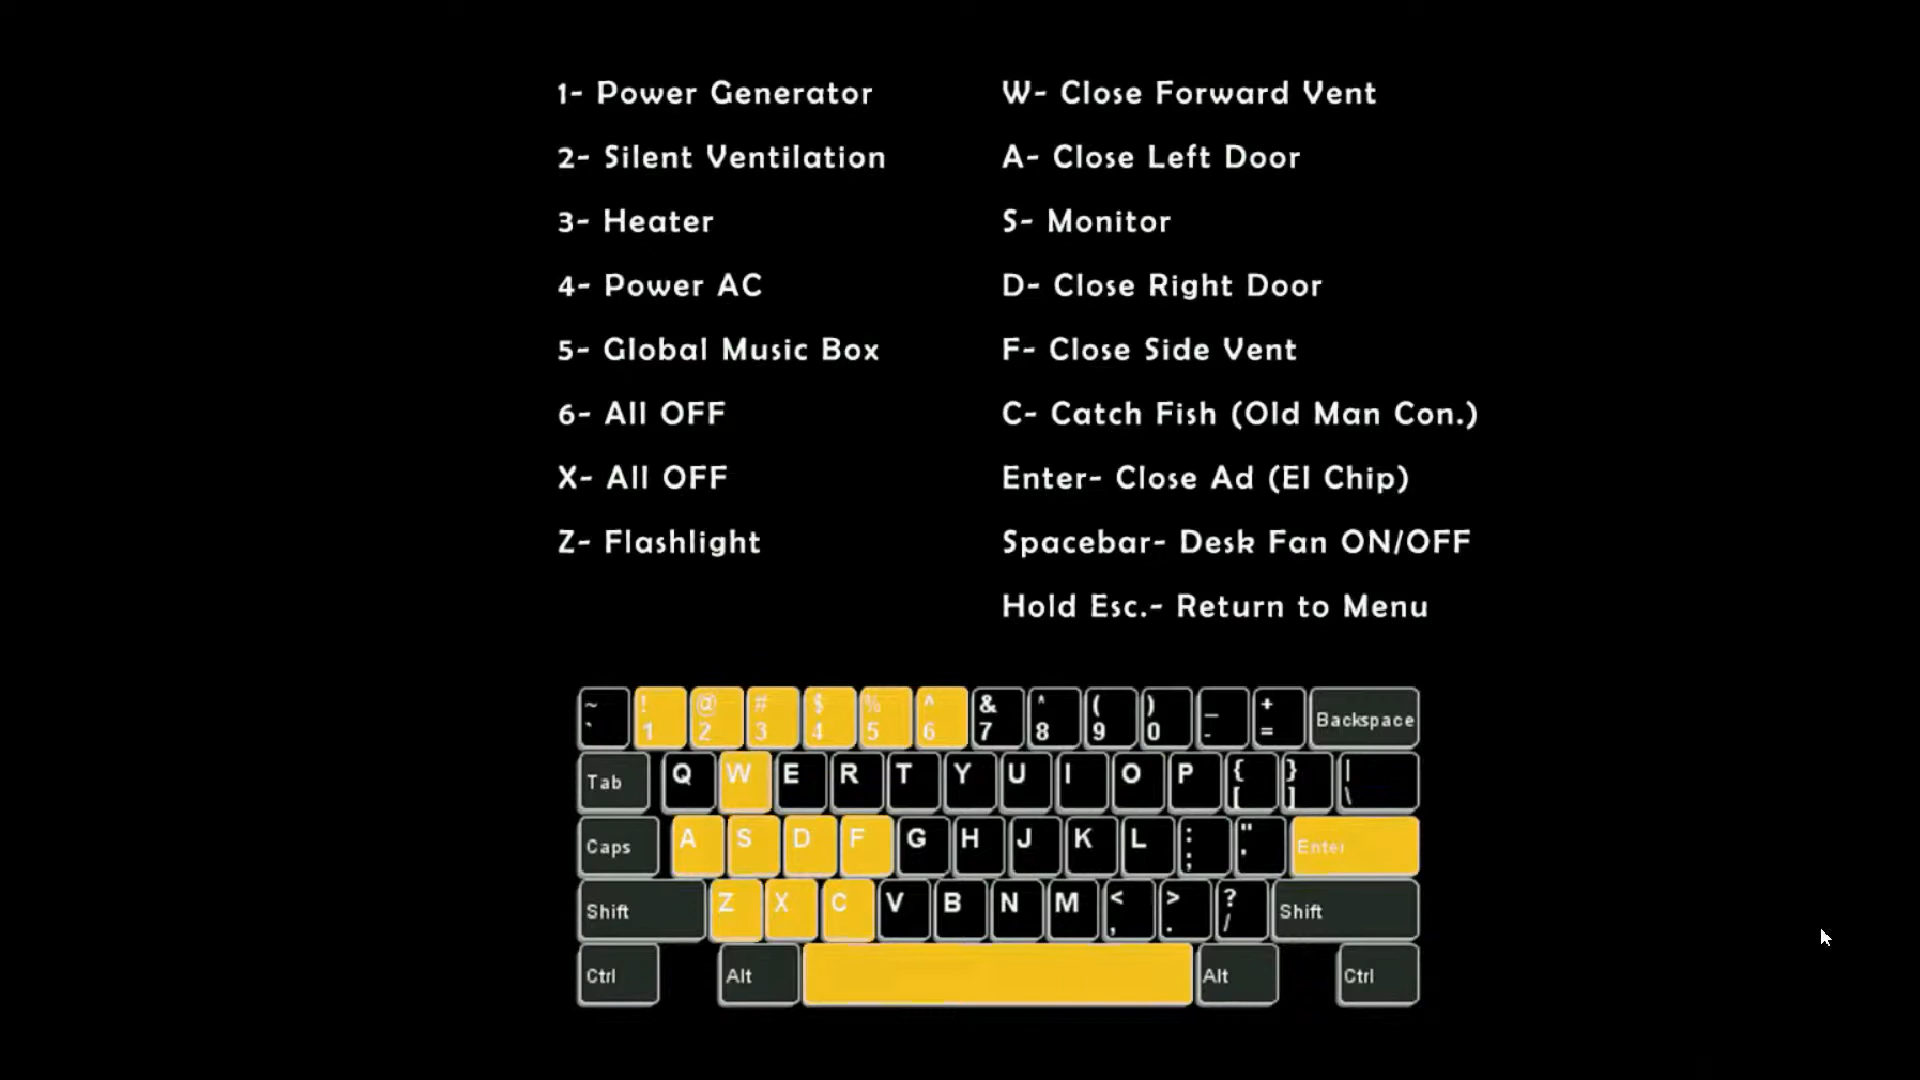 1- Power Generator
2- Silent Ventilation
3- Heater
4- Power AC
5- Global Music Box
6- All OFF
X- All OFF
Z- Flashlight
W- Close Forward Vent
A- Close Left Door
S- Monitor
D- Close Right Door
F- Close Side Vent
C- Catch Fish (Old Man Con.)
Enter- Close Ad (El Chip)
Spacebar- Desk Fan ON/OFF
Hold Esc.- Return to Menu
~ ! @ # $ % ^ & * ( ) _ + Backspace
` 1 2 3 4 5 6 7 8 9 0 - =
Tab Q W E R T Y U I O P { } |
[ ] \
Caps A S D F G H J K L : " Enter
; '
Shift Z X C V B N M < > ? Shift
, . /
Ctrl Alt Alt Ctrl